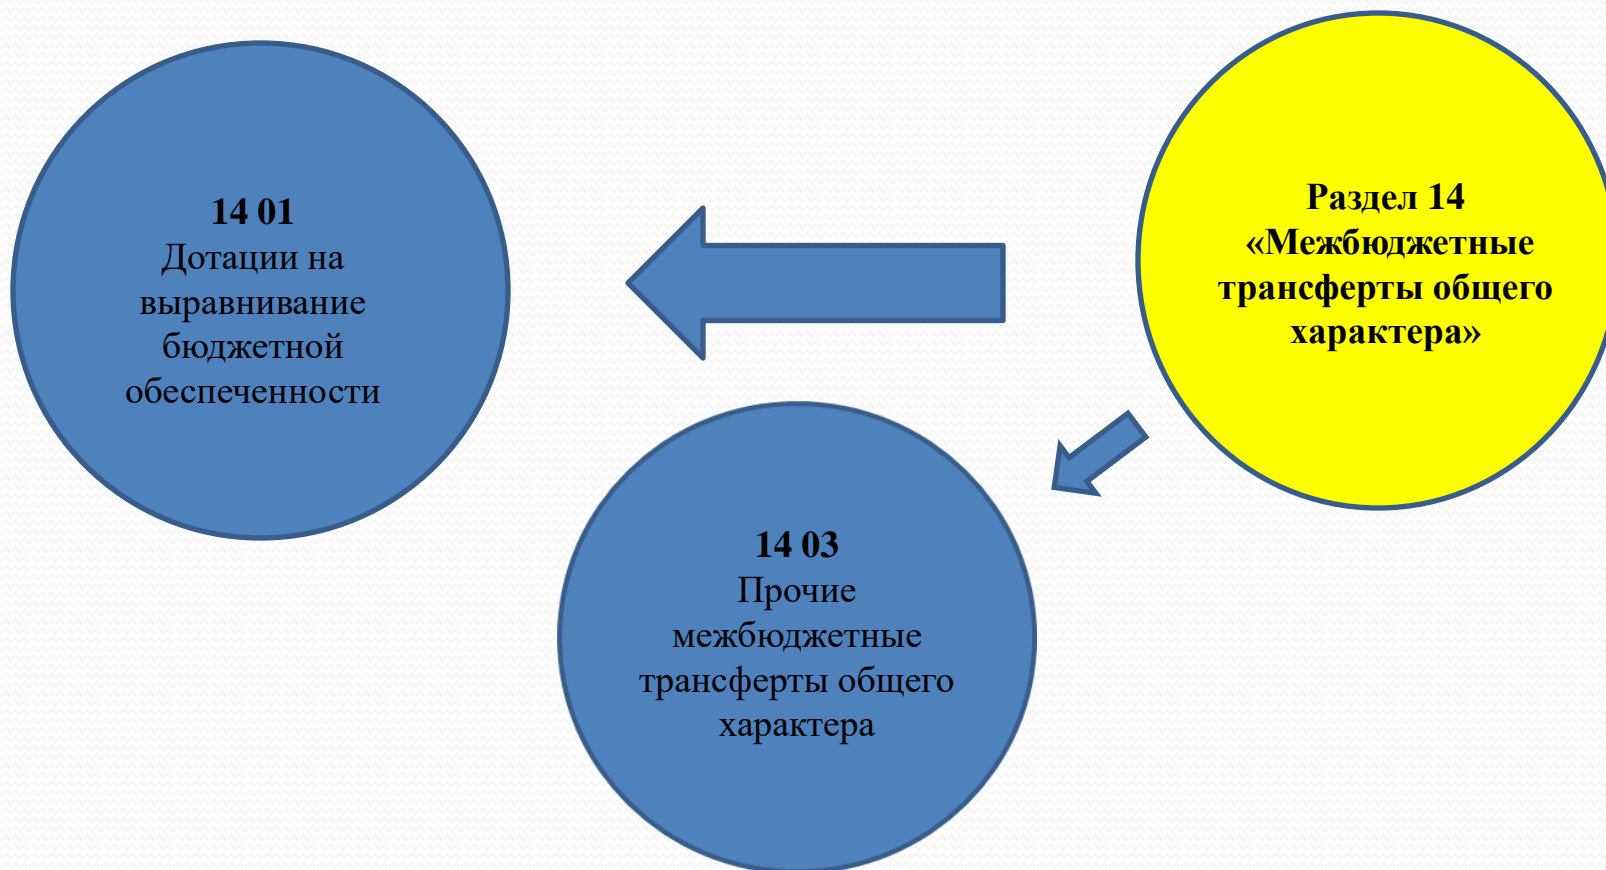 14 01
Дотации на
выравнивание
бюджетной
обеспеченности
Раздел 14
«Межбюджетные
трансферты общего
характера»
14 03
Прочие
межбюджетные
трансферты общего
характера